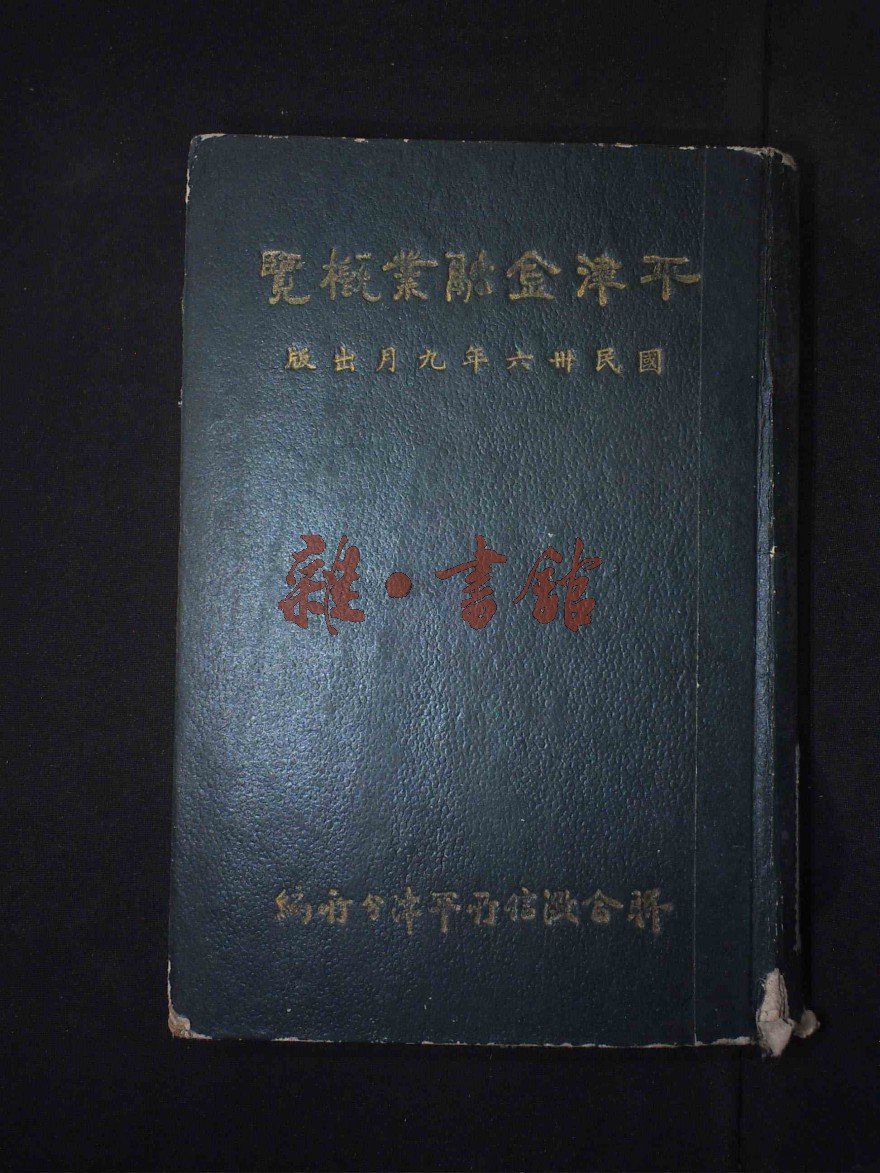 平津金融業概覽
國民卅六年九月出版
雜·書館
聯合徵信所平津分所編